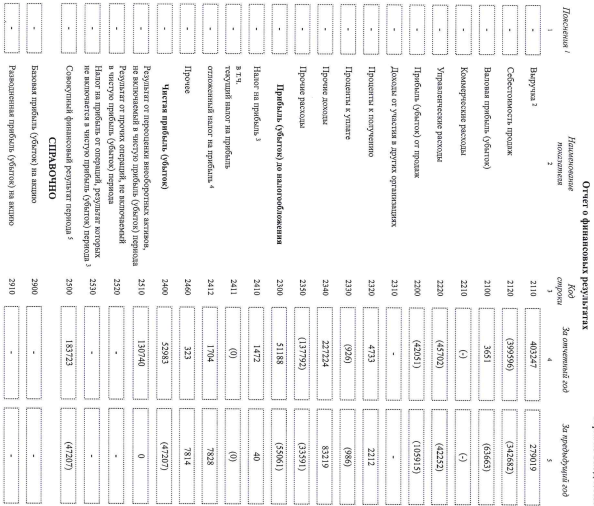 Отчет о финансовых результатах
Пояснения 1 Наименование показателя Код строки За отчетный год За предыдущий год
1 2 3 4 5
- Выручка 2 2110 403247 279019
- Себестоимость продаж 2120 (399596) (342682)
- Валовая прибыль (убыток) 2100 3651 (63663)
- Коммерческие расходы 2210 (-) (-)
- Управленческие расходы 2220 (45702) (42252)
- Прибыль (убыток) от продаж 2200 (42051) (105915)
- Доходы от участия в других организациях 2310 - -
- Проценты к получению 2320 4733 2212
- Проценты к уплате 2330 (926) (986)
- Прочие доходы 2340 227224 83219
- Прочие расходы 2350 (137792) (33591)
- Прибыль (убыток) до налогообложения 2300 51188 (55061)
- Налог на прибыль 3 2410 1472 40
в т.ч.
- текущий налог на прибыль 2411 (0) (0)
- отложенный налог на прибыль 4 2412 1704 7828
- Прочее 2460 323 7814
- Чистая прибыль (убыток) 2400 52983 (47207)
Результат от переоценки внеоборотных активов,
- не включаемый в чистую прибыль (убыток) периода 2510 130740 0
Результат от прочих операций, не включаемый
- в чистую прибыль (убыток) периода 2520 - -
Налог на прибыль от операций, результат которых
- не включается в чистую прибыль (убыток) периода 3 2530 - -
- Совокупный финансовый результат периода 5 2500 183723 (47207)
СПРАВОЧНО
- Базовая прибыль (убыток) на акцию 2900 - -
- Разводненная прибыль (убыток) на акцию 2910 - -